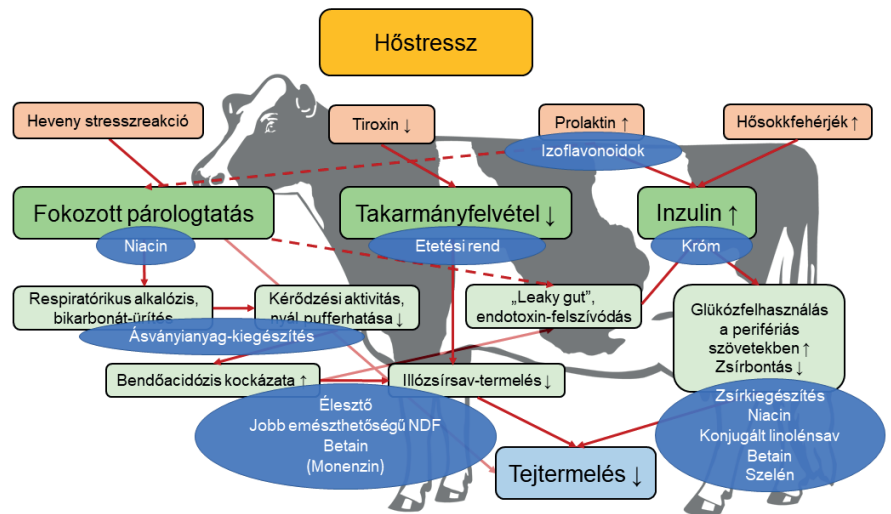 Hőstressz
Heveny stresszreakció
Tiroxin ↓
Prolaktin ↑
Hősokkfehérjék ↑
Izoflavonoidok
Fokozott párologtatás
Takarmányfelvétel ↓
Inzulin ↑
Niacin
Etetési rend
Króm
Respiratórikus alkalózis,
bikarbonát-ürítés
Kérődzési aktivitás,
nyál pufferhatása ↓
„Leaky gut”,
endotoxin-felszívódás
Glükózfelhasználás
a perifériás
szövetekben ↑
Zsírbontás ↓
Ásványianyag-kiegészítés
Bendőacidózis kockázata ↑
Illózsírsav-termelés ↓
Élesztő
Jobb emészthetőségű NDF
Betain
(Monenzin)
Zsírkiegészítés
Niacin
Konjugált linolénsav
Betain
Szelén
Tejtermelés ↓